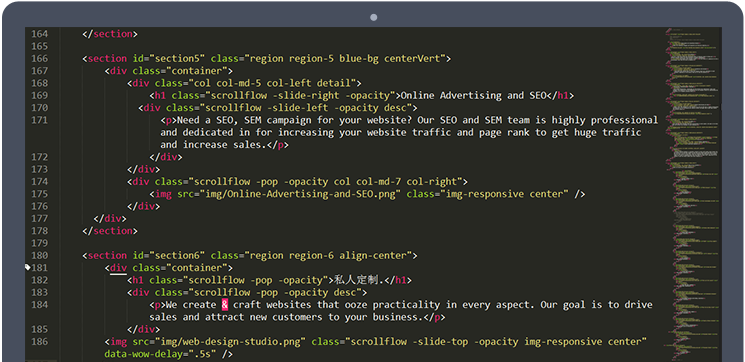 164 </section>
165
166 <section id="section5" class="region region-5 blue-bg centerVert">
167 <div class="container">
168 <div class="col col-md-5 col-left detail">
169 <h1 class="scrollflow -slide-right -opacity">Online Advertising and SEO</h1>
170 <div class="scrollflow -slide-left -opacity desc">
171 <p>Need a SEO, SEM campaign for your website? Our SEO and SEM team is highly professional
and dedicated in for increasing your website traffic and page rank to get huge traffic
and increase sales.</p>
172 </div>
173 </div>
174 <div class="scrollflow -pop -opacity col col-md-7 col-right">
175 <img src="img/Online-Advertising-and-SEO.png" class="img-responsive center" />
176 </div>
177 </div>
178 </section>
179
180 <section id="section6" class="region region-6 align-center">
181 <div class="container">
182 <h1 class="scrollflow -pop -opacity">私人定制.</h1>
183 <div class="scrollflow -pop -opacity desc">
184 <p>We create & craft websites that ooze practicality in every aspect. Our goal is to drive
sales and attract new customers to your business.</p>
185 </div>
186 <img src="img/web-design-studio.png" class="scrollflow -slide-top -opacity img-responsive center"
data-wow-delay=".5s" />